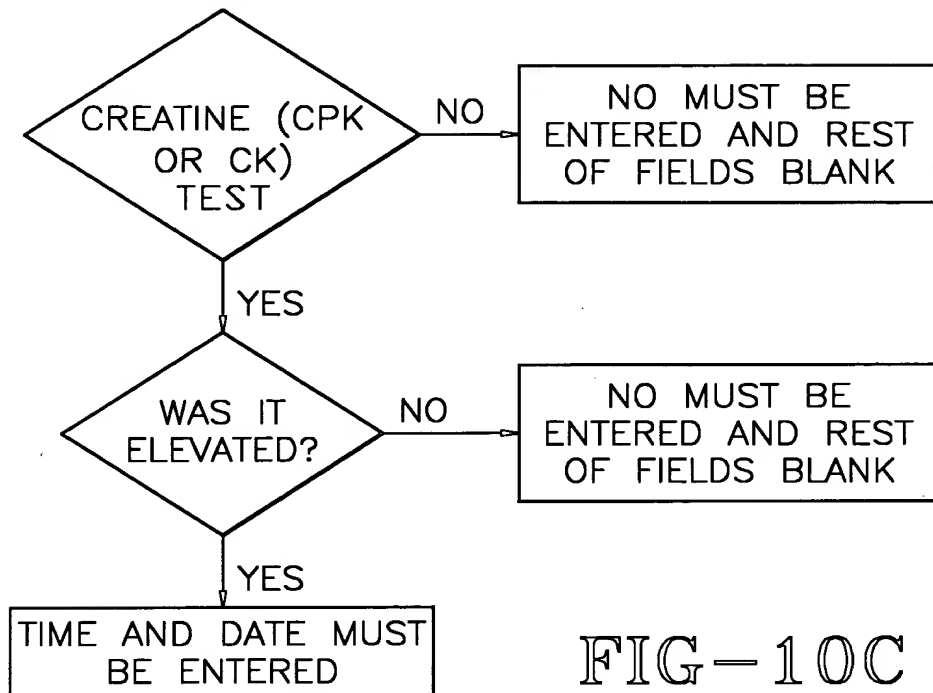 CREATINE (CPK
OR CK)
TEST
NO
NO MUST BE
ENTERED AND REST
OF FIELDS BLANK
YES
WAS IT
ELEVATED?
NO
NO MUST BE
ENTERED AND REST
OF FIELDS BLANK
YES
TIME AND DATE MUST
BE ENTERED
FIG-10C